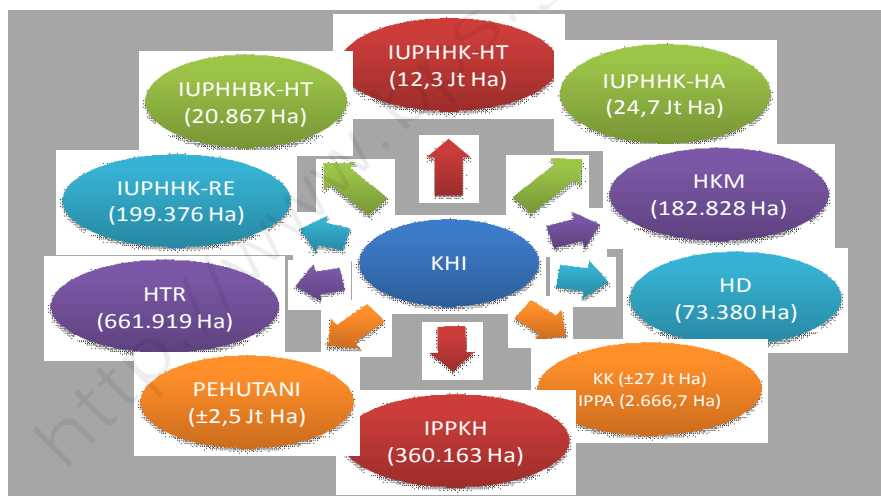 IUPHHK-HT
(12,3 Jt Ha)
IUPHHBK-HT
(20.867 Ha)
IUPHHK-HA
(24,7 Jt Ha)
IUPHHK-RE
(199.376 Ha)
HKM
(182.828 Ha)
KHI
HTR
(661.919 Ha)
HD
(73.380 Ha)
PEHUTANI
(±2,5 Jt Ha)
KK (±27 Jt Ha)
IPPA (2.666,7 Ha)
IPPKH
(360.163 Ha)